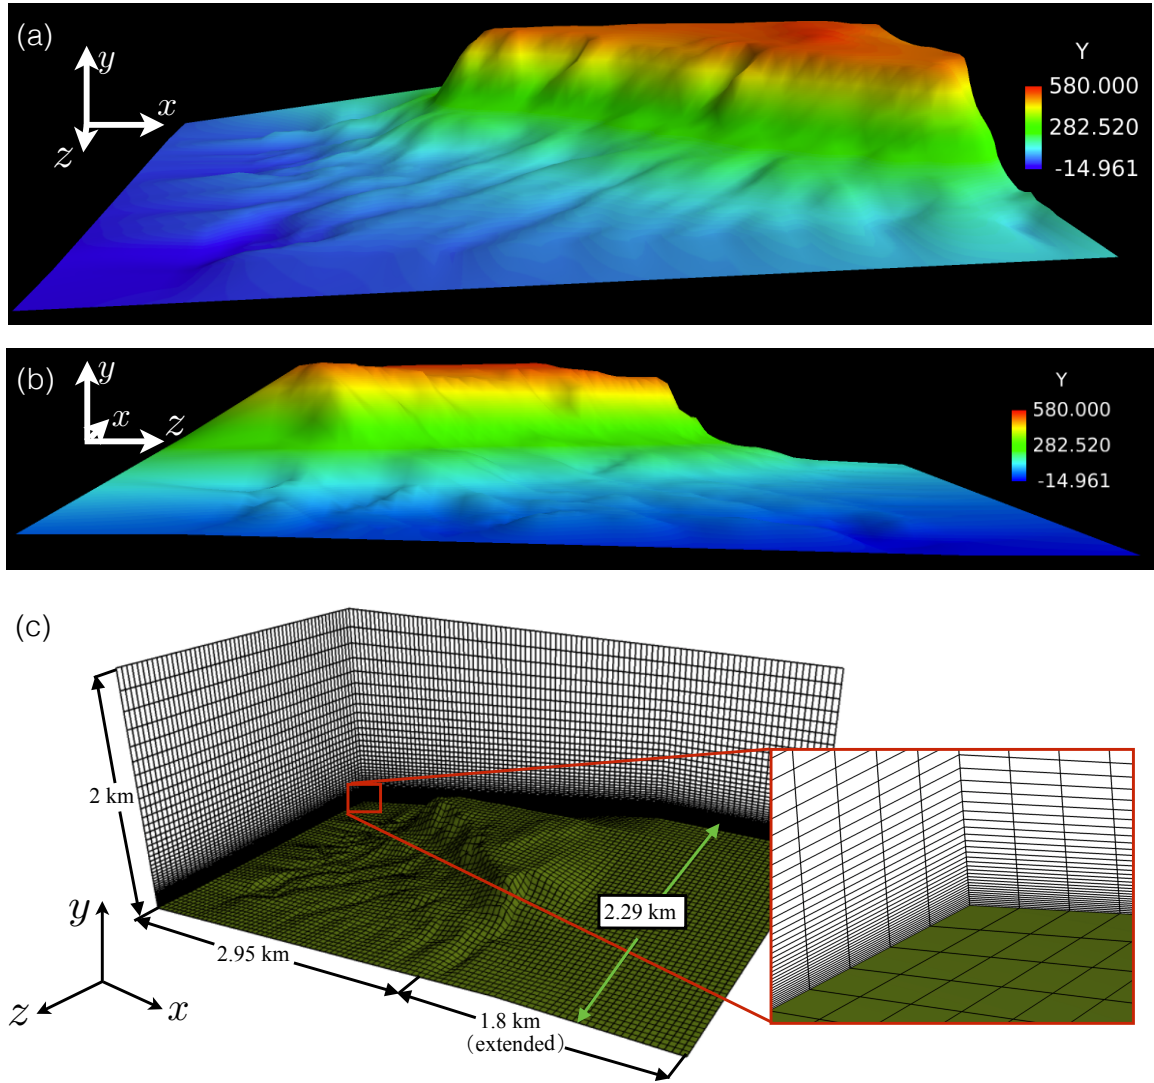 (a)
y
x
z
Y
580.000
282.520
-14.961
(b)
y
x
z
Y
580.000
282.520
-14.961
(c)
2 km
2.29 km
y
2.95 km
z
x
1.8 km
(extended)